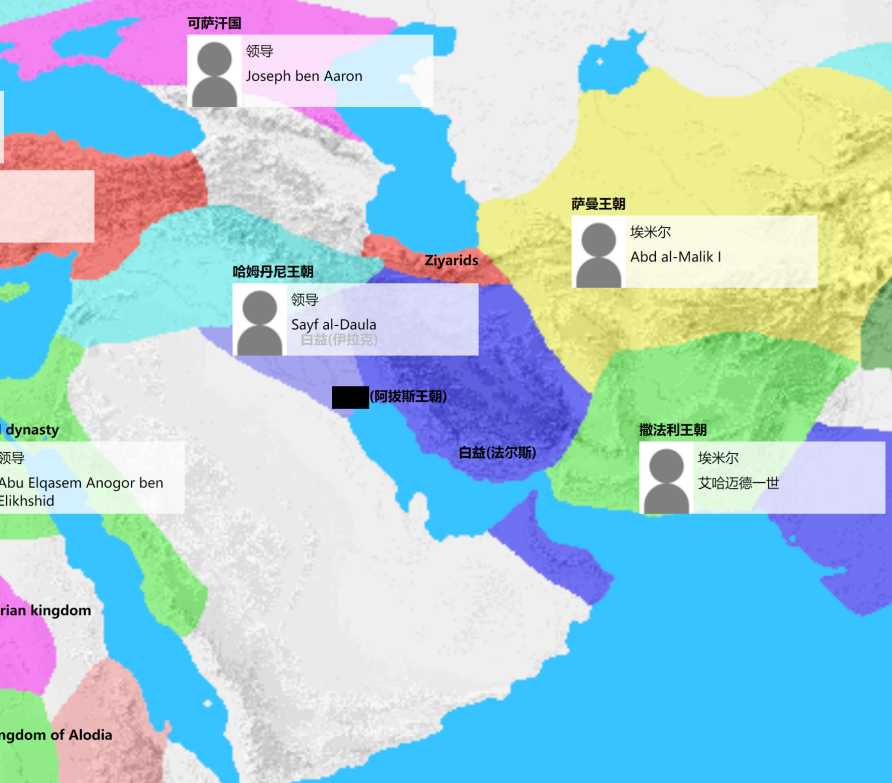 可萨汗国
领导
Joseph ben Aaron
萨曼王朝
埃米尔
Abd al-Malik I
Ziyarids
哈姆丹尼王朝
领导
Sayf al-Daula
白益(伊拉克)
(阿拔斯王朝)
dynasty
领导
Abu Elqasem Anogor ben
Elikhshid
白益(法尔斯)
撒法利王朝
埃米尔
艾哈迈德一世
rian kingdom
ngdom of Alodia